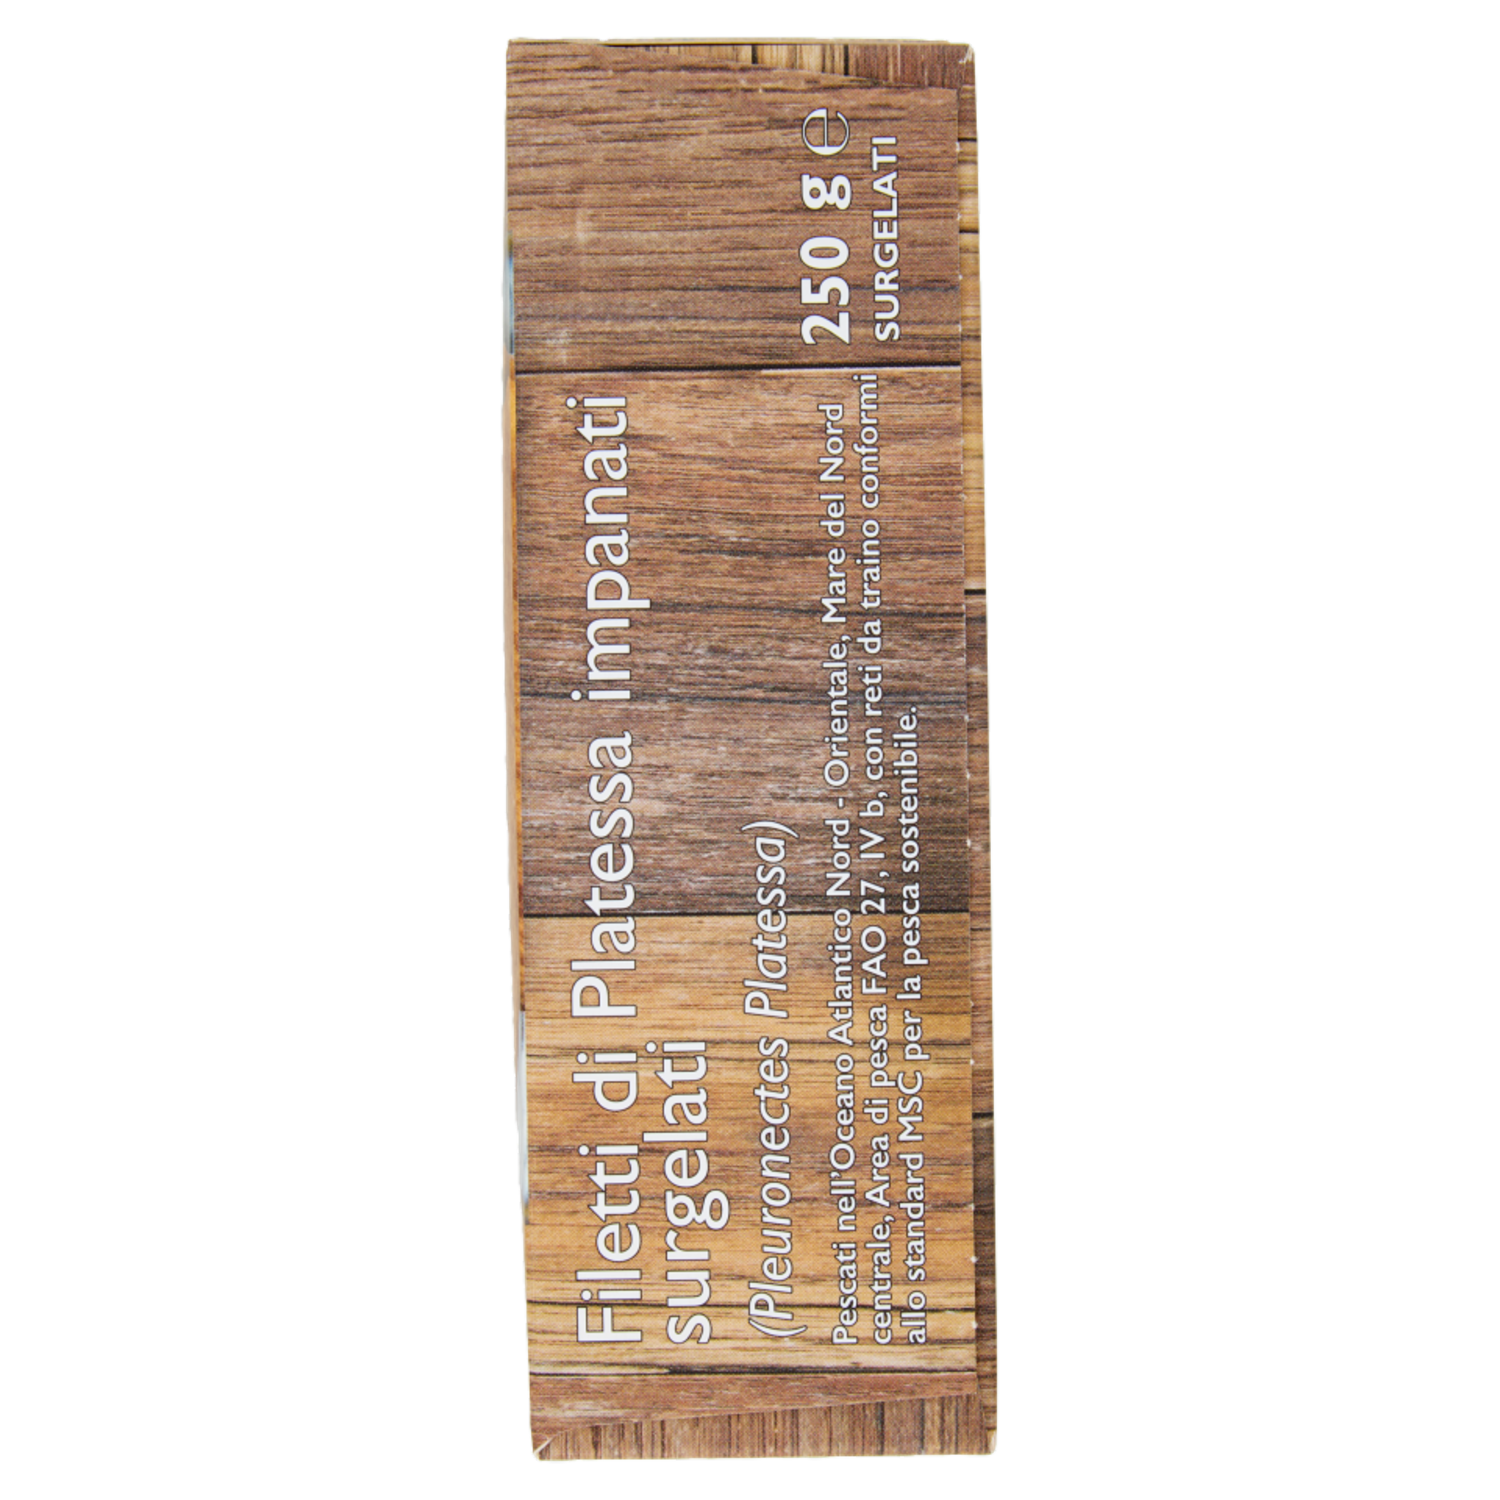 Filetti di Platessa impanati
surgelati
(Pleuronectes Platessa)
Pescati nell'Oceano Atlantico Nord - Orientale, Mare del Nord
centrale, Area di pesca FAO 27, IV b, con reti da traino conformi
allo standard MSC per la pesca sostenibile.
250 g ℮
SURGELATI